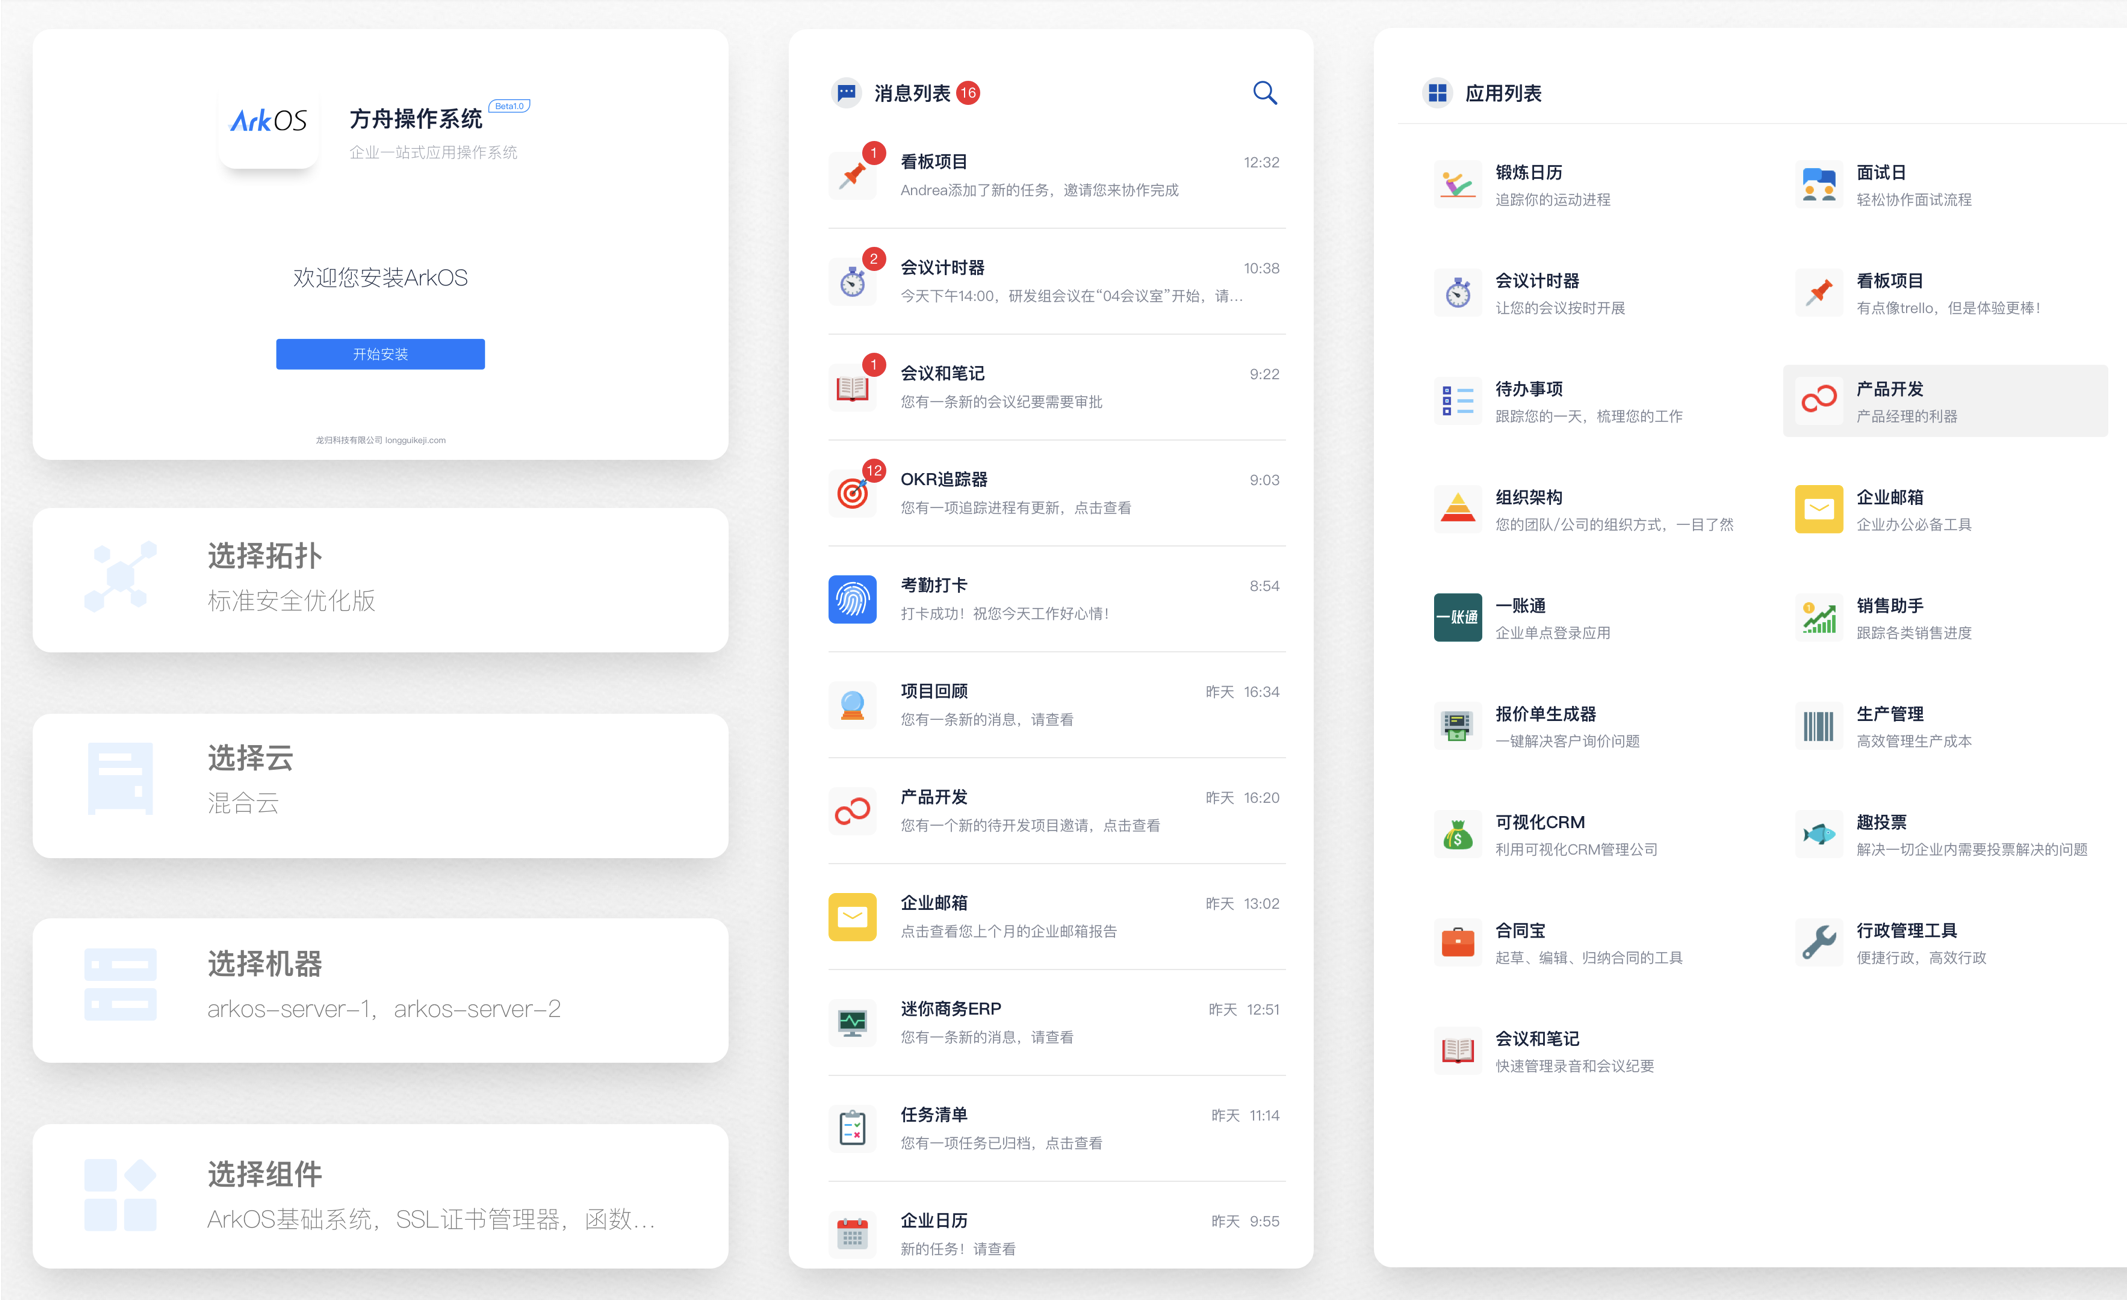 ArkOS
方舟操作系统
Beta1.0
企业一站式应用操作系统
欢迎您安装ArkOS
开始安装
龙归科技有限公司 longguikeji.com
选择拓扑
标准安全优化版
选择云
混合云
选择机器
arkos-server-1，arkos-server-2
选择组件
ArkOS基础系统，SSL证书管理器，函数...
消息列表 16
1
看板项目 12:32
Andrea添加了新的任务，邀请您来协作完成
2
会议计时器 10:38
今天下午14:00，研发组会议在“04会议室”开始，请...
1
会议和笔记 9:22
您有一条新的会议纪要需要审批
12
OKR追踪器 9:03
您有一项追踪进程有更新，点击查看
考勤打卡 8:54
打卡成功！祝您今天工作好心情！
项目回顾 昨天 16:34
您有一条新的消息，请查看
产品开发 昨天 16:20
您有一个新的待开发项目邀请，点击查看
企业邮箱 昨天 13:02
点击查看您上个月的企业邮箱报告
迷你商务ERP 昨天 12:51
您有一条新的消息，请查看
任务清单 昨天 11:14
您有一项任务已归档，点击查看
企业日历 昨天 9:55
新的任务！请查看
应用列表
锻炼日历
追踪你的运动进程
面试日
轻松协作面试流程
会议计时器
让您的会议按时开展
看板项目
有点像trello，但是体验更棒！
待办事项
跟踪您的一天，梳理您的工作
产品开发
产品经理的利器
组织架构
您的团队/公司的组织方式，一目了然
企业邮箱
企业办公必备工具
一账通
一账通
企业单点登录应用
销售助手
跟踪各类销售进度
报价单生成器
一键解决客户询价问题
生产管理
高效管理生产成本
可视化CRM
利用可视化CRM管理公司
趣投票
解决一切企业内需要投票解决的问题
合同宝
起草、编辑、归纳合同的工具
行政管理工具
便捷行政，高效行政
会议和笔记
快速管理录音和会议纪要